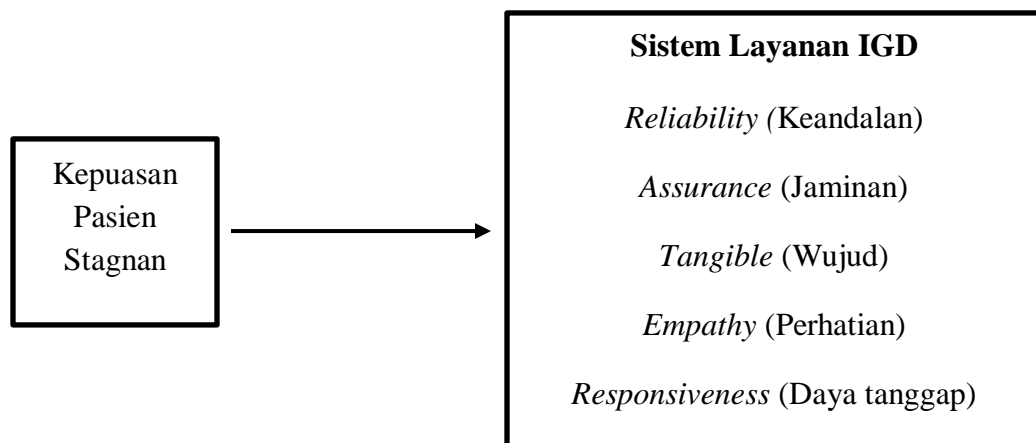 Kepuasan
Pasien
Stagnan
Sistem Layanan IGD
Reliability (Keandalan)
Assurance (Jaminan)
Tangible (Wujud)
Empathy (Perhatian)
Responsiveness (Daya tanggap)